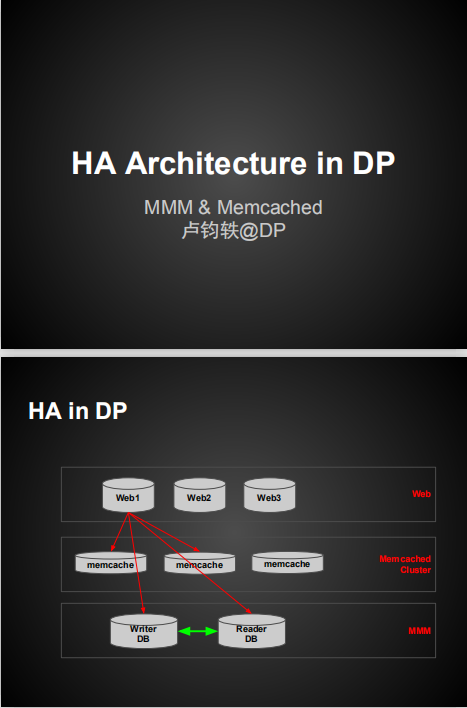 HA Architecture in DP
MMM & Memcached
卢钧轶@DP
HA in DP
Web1
Web2
Web3
Web
memcache
memcache
memcache
Memcached
Cluster
Writer
DB
Reader
DB
MMM